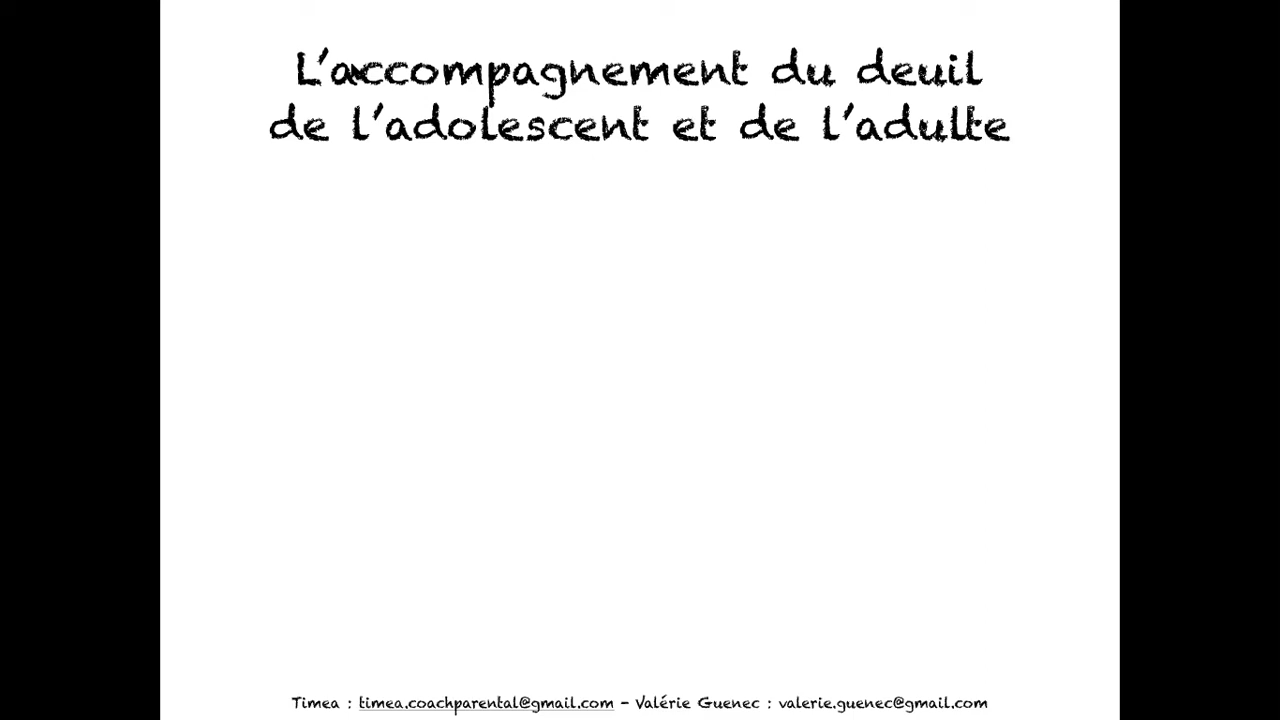 L’accompagnement du deuil
de l’adolescent et de l’adulte
Timea : timea.coachparental@gmail.com – Valérie Guenec : valerie.guenec@gmail.com